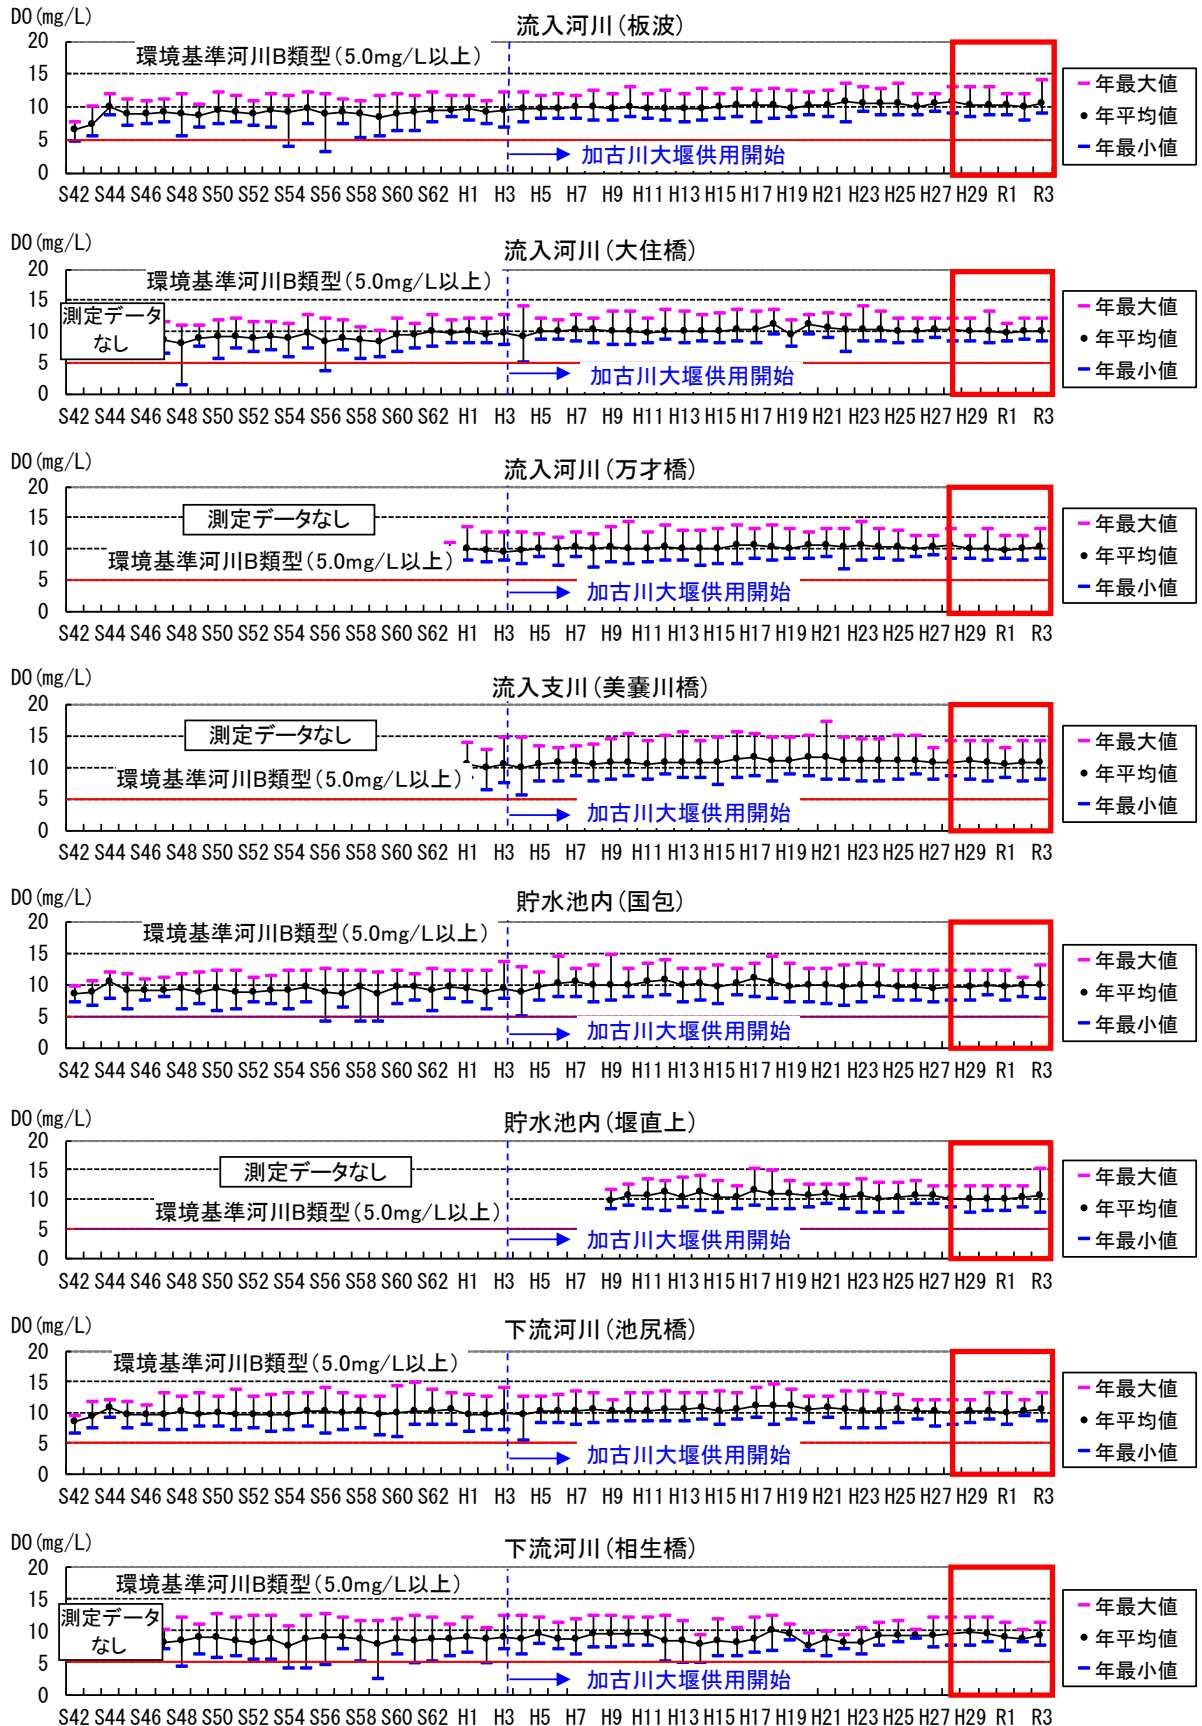 DO(mg/L)
流入河川(板波)
環境基準河川B類型(5.0mg/L以上)
20
15
10
5
0
加古川大堰供用開始
年最大値
年平均値
年最小値
S42 S44 S46 S48 S50 S52 S54 S56 S58 S60 S62 H1 H3 H5 H7 H9 H11 H13 H15 H17 H19 H21 H23 H25 H27 H29 R1 R3
DO(mg/L)
流入河川(大住橋)
環境基準河川B類型(5.0mg/L以上)
測定データ
なし
20
15
10
5
0
加古川大堰供用開始
年最大値
年平均値
年最小値
S42 S44 S46 S48 S50 S52 S54 S56 S58 S60 S62 H1 H3 H5 H7 H9 H11 H13 H15 H17 H19 H21 H23 H25 H27 H29 R1 R3
DO(mg/L)
流入河川(万才橋)
測定データなし
環境基準河川B類型(5.0mg/L以上)
20
15
10
5
0
加古川大堰供用開始
年最大値
年平均値
年最小値
S42 S44 S46 S48 S50 S52 S54 S56 S58 S60 S62 H1 H3 H5 H7 H9 H11 H13 H15 H17 H19 H21 H23 H25 H27 H29 R1 R3
DO(mg/L)
流入支川(美嚢川橋)
測定データなし
環境基準河川B類型(5.0mg/L以上)
20
15
10
5
0
加古川大堰供用開始
年最大値
年平均値
年最小値
S42 S44 S46 S48 S50 S52 S54 S56 S58 S60 S62 H1 H3 H5 H7 H9 H11 H13 H15 H17 H19 H21 H23 H25 H27 H29 R1 R3
DO(mg/L)
貯水池内(国包)
環境基準河川B類型(5.0mg/L以上)
20
15
10
5
0
加古川大堰供用開始
年最大値
年平均値
年最小値
S42 S44 S46 S48 S50 S52 S54 S56 S58 S60 S62 H1 H3 H5 H7 H9 H11 H13 H15 H17 H19 H21 H23 H25 H27 H29 R1 R3
DO(mg/L)
貯水池内(堰直上)
測定データなし
環境基準河川B類型(5.0mg/L以上)
20
15
10
5
0
加古川大堰供用開始
年最大値
年平均値
年最小値
S42 S44 S46 S48 S50 S52 S54 S56 S58 S60 S62 H1 H3 H5 H7 H9 H11 H13 H15 H17 H19 H21 H23 H25 H27 H29 R1 R3
DO(mg/L)
下流河川(池尻橋)
環境基準河川B類型(5.0mg/L以上)
20
15
10
5
0
加古川大堰供用開始
年最大値
年平均値
年最小値
S42 S44 S46 S48 S50 S52 S54 S56 S58 S60 S62 H1 H3 H5 H7 H9 H11 H13 H15 H17 H19 H21 H23 H25 H27 H29 R1 R3
DO(mg/L)
下流河川(相生橋)
環境基準河川B類型(5.0mg/L以上)
測定データ
なし
20
15
10
5
0
加古川大堰供用開始
年最大値
年平均値
年最小値
S42 S44 S46 S48 S50 S52 S54 S56 S58 S60 S62 H1 H3 H5 H7 H9 H11 H13 H15 H17 H19 H21 H23 H25 H27 H29 R1 R3